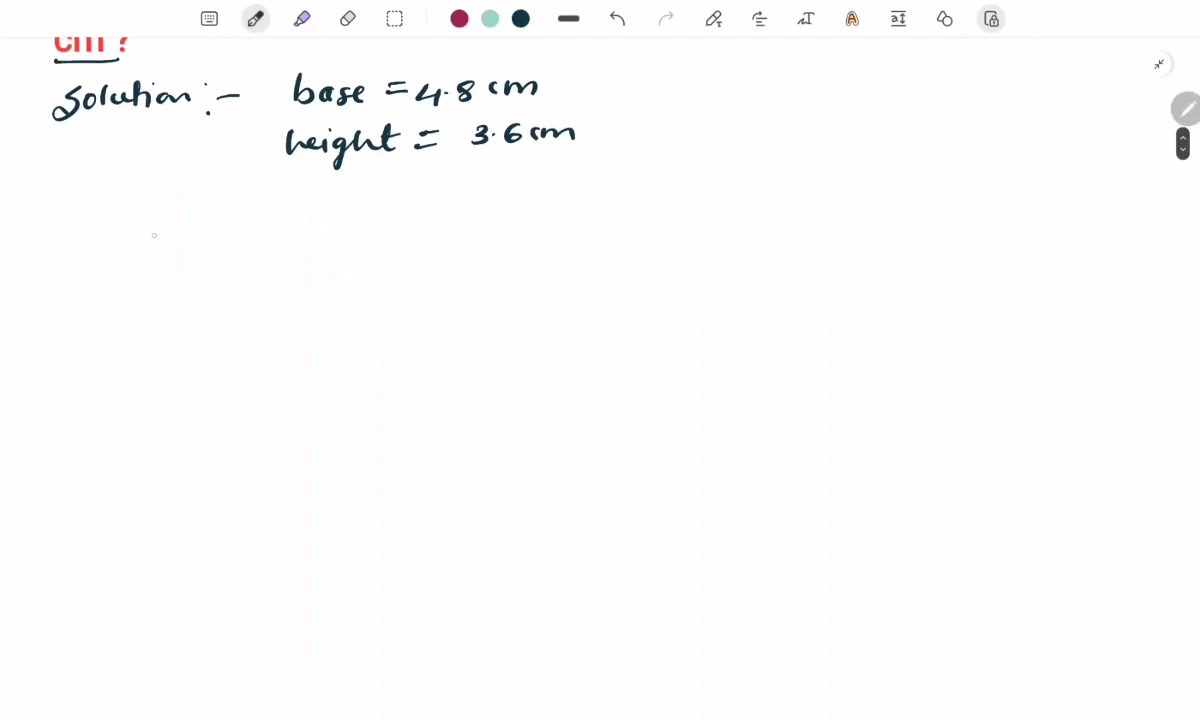 cm ?
Solution :- base = 4.8 cm
height = 3.6 cm